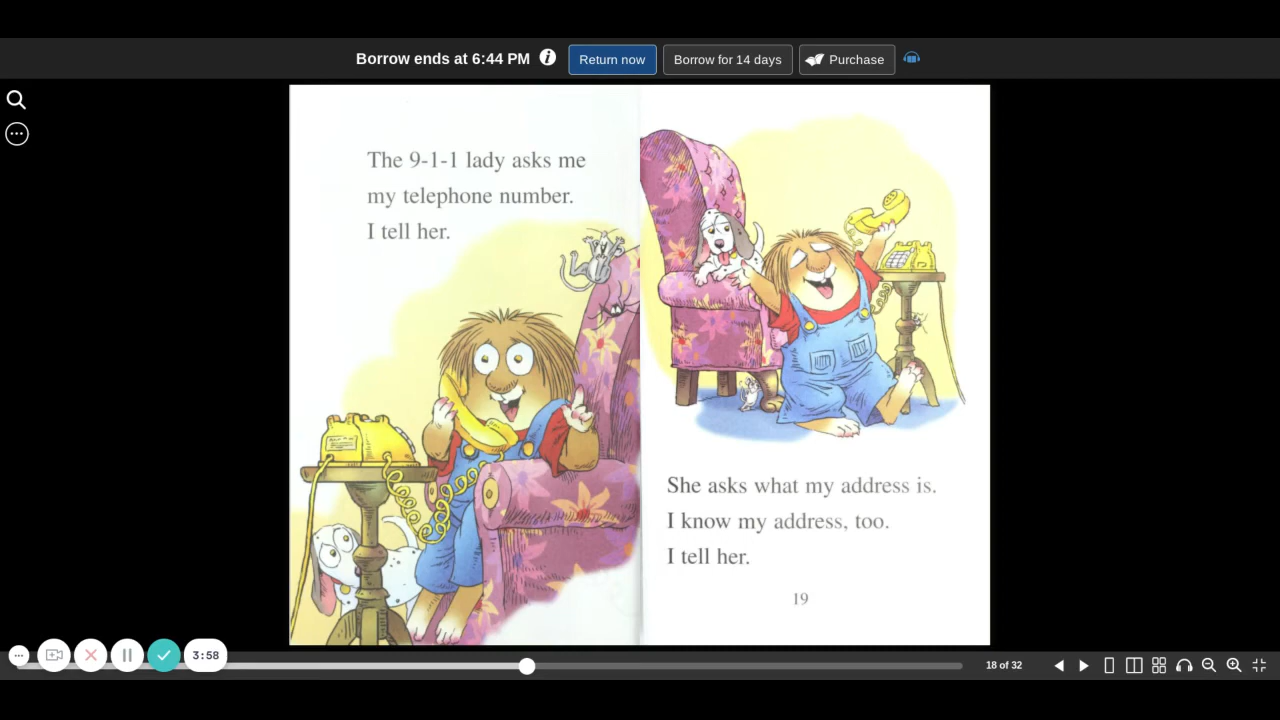 Borrow ends at 6:44 PM
Return now
Borrow for 14 days
Purchase
The 9-1-1 lady asks me
my telephone number.
I tell her.
She asks what my address is.
I know my address, too.
I tell her.
19
3:58
18 of 32